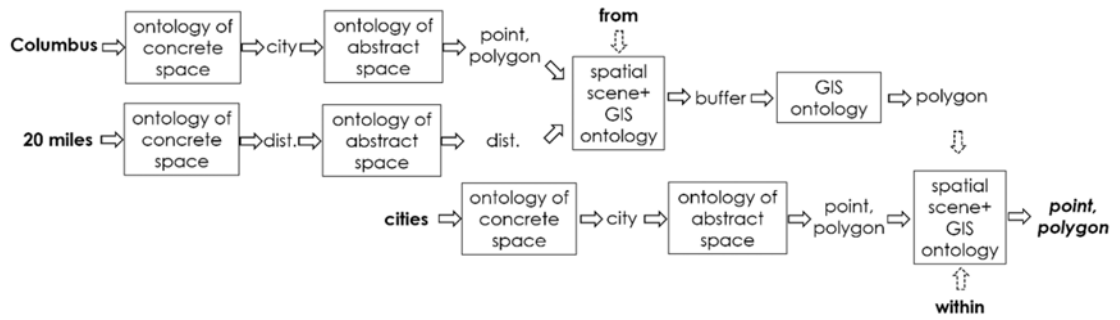 from
Columbus
ontology of
concrete
space
city
ontology of
abstract
space
point,
polygon
spatial
scene+
GIS
ontology
buffer
GIS
ontology
polygon
20 miles
ontology of
concrete
space
dist.
ontology of
abstract
space
dist.
cities
ontology of
concrete
space
city
ontology of
abstract
space
point,
polygon
spatial
scene+
GIS
ontology
point,
polygon
within